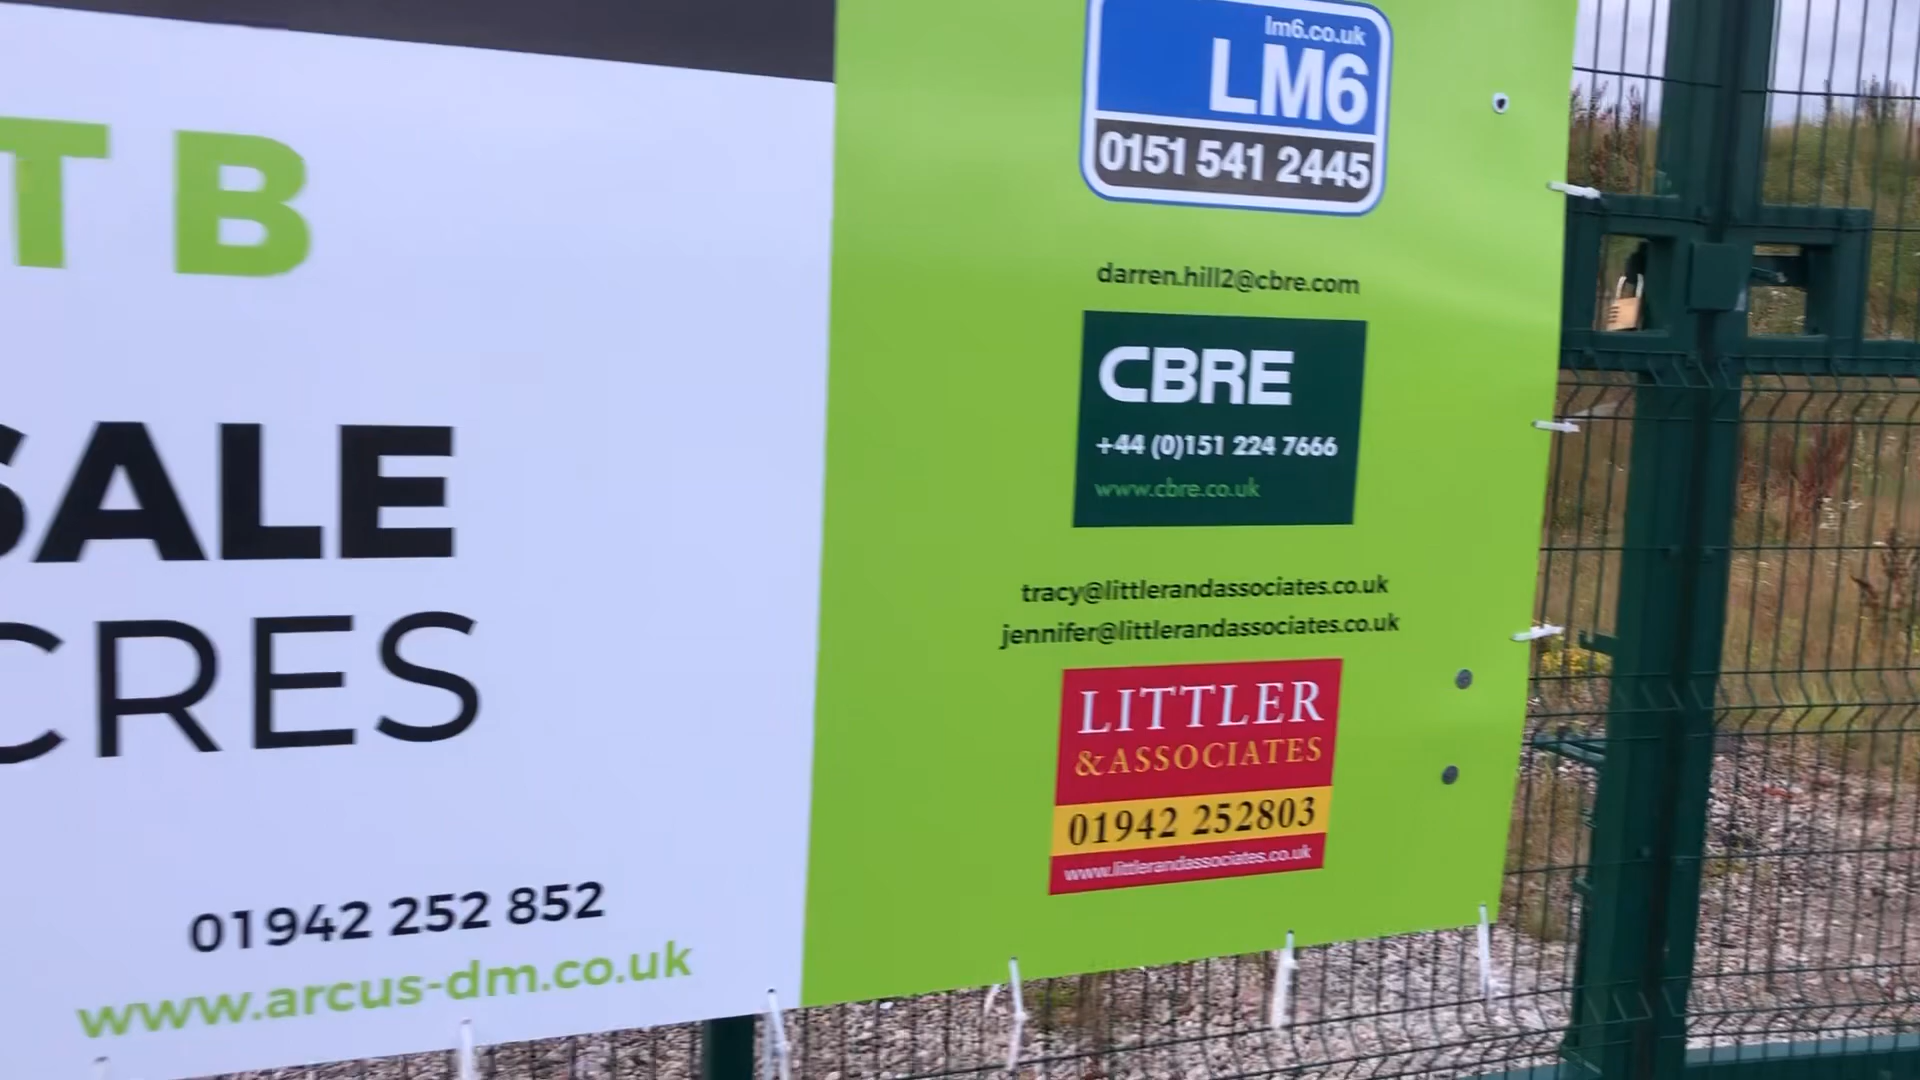 T B
SALE
CRES
01942 252 852
www.arcus-dm.co.uk
lm6.co.uk
LM6
0151 541 2445
darren.hill2@cbre.com
CBRE
+44 (0)151 224 7666
www.cbre.co.uk
tracy@littlerandassociates.co.uk
jennifer@littlerandassociates.co.uk
LITTLER
& ASSOCIATES
01942 252803
www.littlerandassociates.co.uk